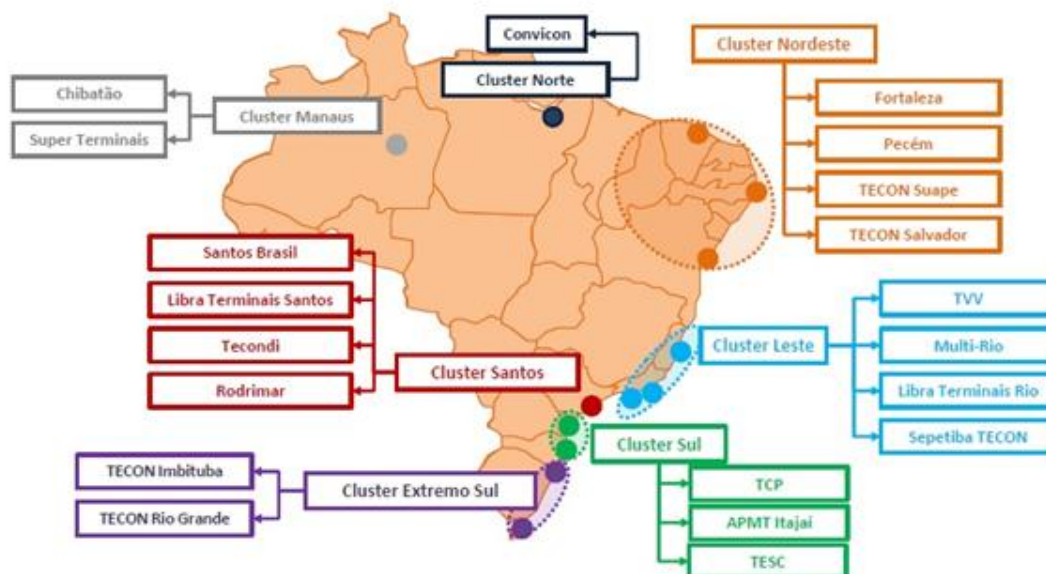 Convicon
Cluster Norte
Cluster Nordeste
Fortaleza
Pecém
TECON Suape
TECON Salvador
Chibatão
Super Terminais
Cluster Manaus
Santos Brasil
Libra Terminais Santos
Tecondi
Rodrimar
Cluster Santos
Cluster Leste
TVV
Multi-Rio
Libra Terminais Rio
Sepetiba TECON
Cluster Sul
TCP
APMT Itajaí
TESC
TECON Imbituba
TECON Rio Grande
Cluster Extremo Sul